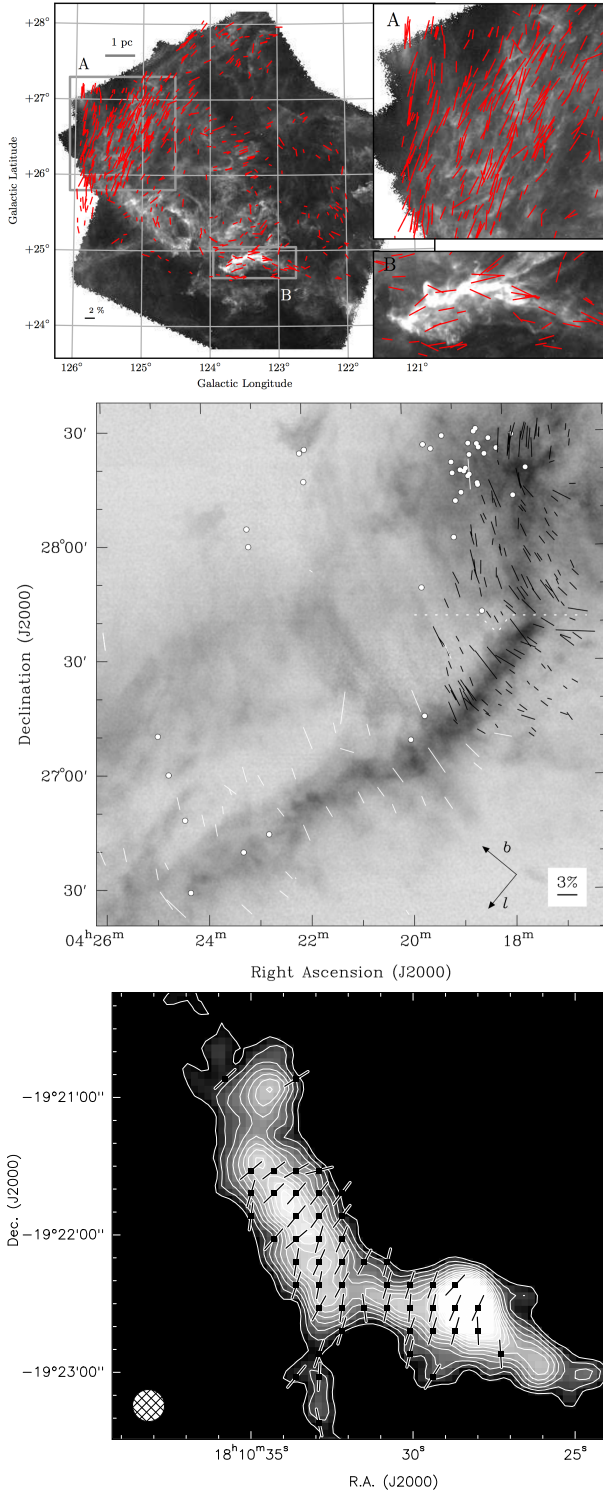 +28°
1 pc
A
A
+27°
Galactic Latitude
+26°
+25°
B
B
+24°
2 %
126°
125°
124°
123°
122°
121°
Galactic Longitude
30′
28°00′
Declination (J2000)
30′
27°00′
b
l
3%
30′
04ʰ26ᵐ
24ᵐ
22ᵐ
20ᵐ
18ᵐ
Right Ascension (J2000)
−19°21′00″
Dec. (J2000)
−19°22′00″
−19°23′00″
18ʰ10ᵐ35ˢ
30ˢ
25ˢ
R.A. (J2000)